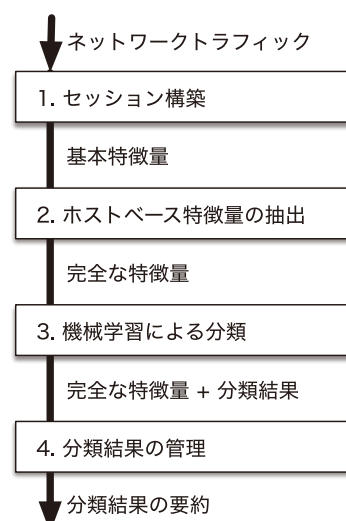 ネットワークトラフィック
1. セッション構築
基本特徴量
2. ホストベース特徴量の抽出
完全な特徴量
3. 機械学習による分類
完全な特徴量 + 分類結果
4. 分類結果の管理
分類結果の要約